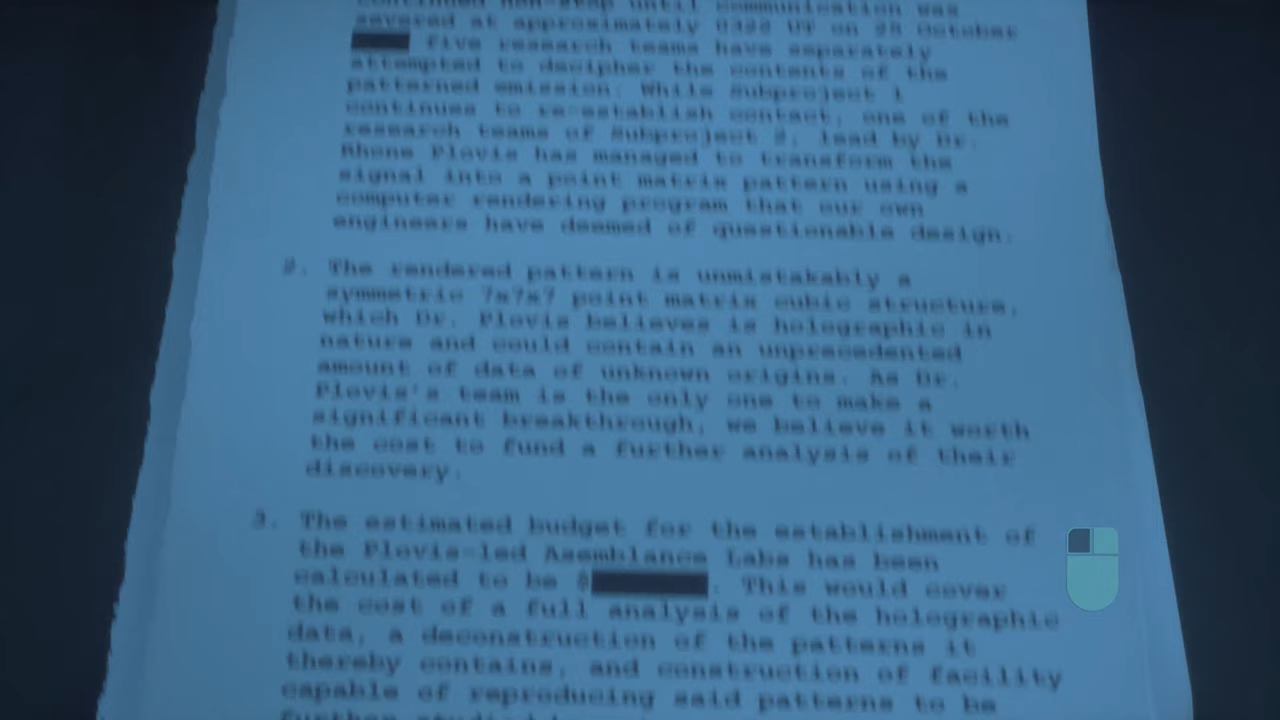 continued non-stop until communication was
severed at approximately 0322 UT on 25 October
five research teams have separately
attempted to decipher the contents of the
patterned emission. While Subproject 1
continues to re-establish contact, one of the
research teams of Subproject 2, lead by Dr.
Rhone Plovis has managed to transform the
signal into a point matrix pattern using a
computer rendering program that our own
engineers have deemed of questionable design.
2. The rendered pattern is unmistakably a
symmetric 7x7x7 point matrix cubic structure,
which Dr. Plovis believes is holographic in
nature and could contain an unprecedented
amount of data of unknown origins. As Dr.
Plovis's team is the only one to make a
significant breakthrough, we believe it worth
the cost to fund a further analysis of their
discovery.
3. The estimated budget for the establishment of
the Plovis-led Asemblance Labs has been
calculated to be $ . This would cover
the cost of a full analysis of the holographic
data, a deconstruction of the patterns it
thereby contains, and construction of facility
capable of reproducing said patterns to be
further studied